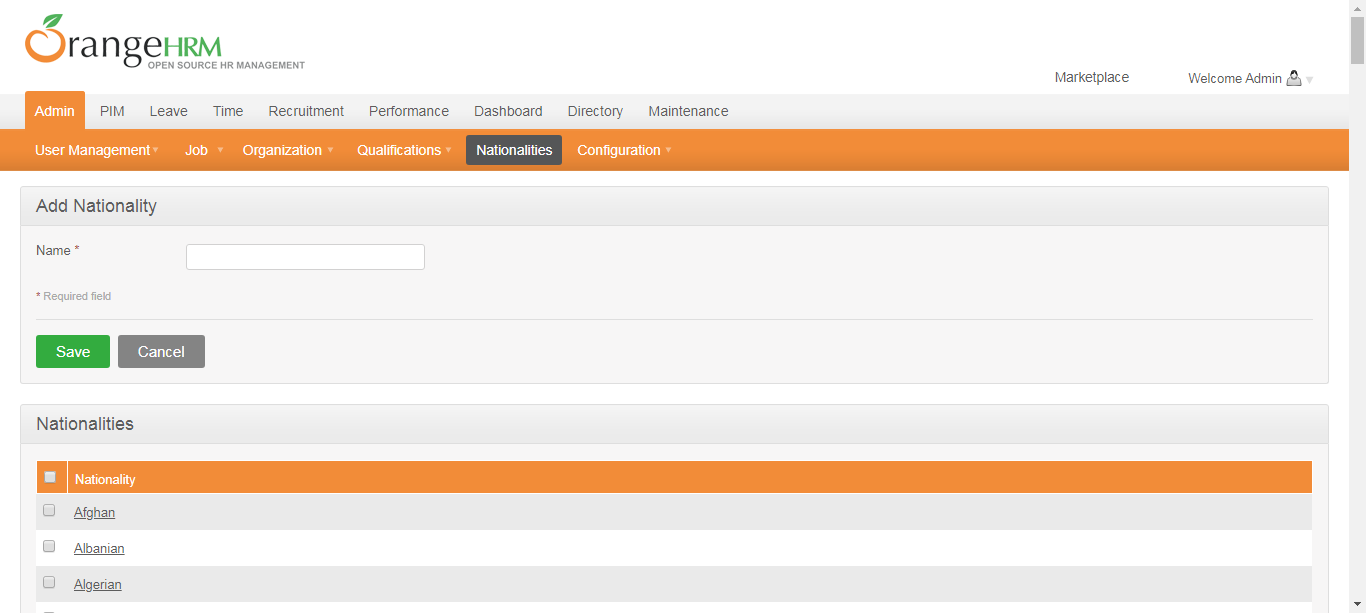 OrangeHRM
OPEN SOURCE HR MANAGEMENT
Marketplace Welcome Admin
Admin PIM Leave Time Recruitment Performance Dashboard Directory Maintenance
User Management Job Organization Qualifications Nationalities Configuration
Add Nationality
Name *
* Required field
Save Cancel
Nationalities
Nationality
Afghan
Albanian
Algerian